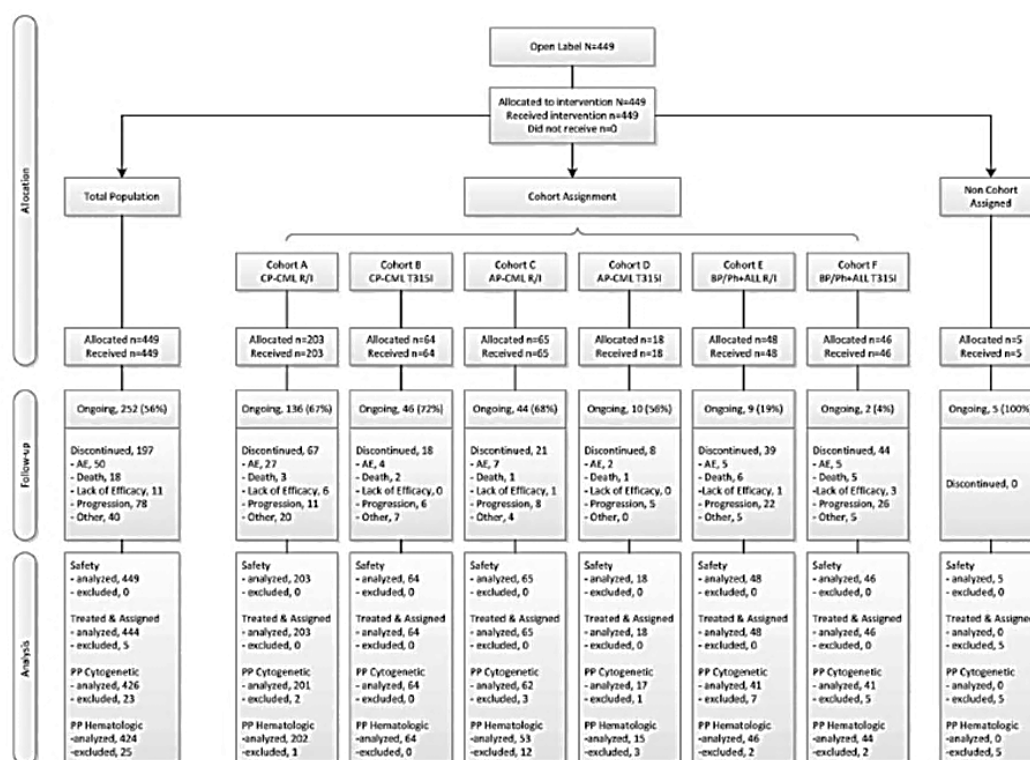 Open Label N=449
Allocated to intervention N=449
Received intervention n=449
Did not receive n=0
Allocation
Total Population
Cohort Assignment
Non Cohort
Assigned
Cohort A
CP-CML R/I
Cohort B
CP-CML T315I
Cohort C
AP-CML R/I
Cohort D
AP-CML T315I
Cohort E
BP/Ph+ALL R/I
Cohort F
BP/Ph+ALL T315I
Allocated n=449
Received n=449
Allocated n=203
Received n=203
Allocated n=64
Received n=64
Allocated n=65
Received n=65
Allocated n=18
Received n=18
Allocated n=48
Received n=48
Allocated n=46
Received n=46
Allocated n=5
Received n=5
Follow-up
Ongoing, 252 (56%)
Discontinued, 197
- AE, 50
- Death, 18
- Lack of Efficacy, 11
- Progression, 78
- Other, 40
Ongoing, 136 (67%)
Discontinued, 67
- AE, 27
- Death, 3
- Lack of Efficacy, 6
- Progression, 11
- Other, 20
Ongoing, 46 (72%)
Discontinued, 18
- AE, 4
- Death, 2
- Lack of Efficacy, 0
- Progression, 6
- Other, 7
Ongoing, 44 (68%)
Discontinued, 21
- AE, 7
- Death, 1
- Lack of Efficacy, 1
- Progression, 8
- Other, 4
Ongoing, 10 (56%)
Discontinued, 8
- AE, 2
- Death, 1
- Lack of Efficacy, 0
- Progression, 5
- Other, 0
Ongoing, 9 (19%)
Discontinued, 39
- AE, 5
- Death, 6
-Lack of Efficacy, 1
- Progression, 22
- Other, 5
Ongoing, 2 (4%)
Discontinued, 44
- AE, 5
- Death, 5
-Lack of Efficacy, 3
- Progression, 26
- Other, 5
Ongoing, 5 (100%
Discontinued, 0
Analysis
Safety
- analyzed, 449
- excluded, 0
Treated & Assigned
- analyzed, 444
- excluded, 5
PP Cytogenetic
- analyzed, 426
- excluded, 23
PP Hematologic
-analyzed, 424
-excluded, 25
Safety
- analyzed, 203
- excluded, 0
Treated & Assigned
- analyzed, 203
- excluded, 0
PP Cytogenetic
- analyzed, 201
- excluded, 2
PP Hematologic
-analyzed, 202
-excluded, 1
Safety
- analyzed, 64
- excluded, 0
Treated & Assigned
- analyzed, 64
- excluded, 0
PP Cytogenetic
- analyzed, 64
- excluded, 0
PP Hematologic
-analyzed, 64
-excluded, 0
Safety
- analyzed, 65
- excluded, 0
Treated & Assigned
- analyzed, 65
- excluded, 0
PP Cytogenetic
- analyzed, 62
- excluded, 3
PP Hematologic
-analyzed, 53
-excluded, 12
Safety
- analyzed, 18
- excluded, 0
Treated & Assigned
- analyzed, 18
- excluded, 0
PP Cytogenetic
- analyzed, 17
- excluded, 1
PP Hematologic
-analyzed, 15
-excluded, 3
Safety
- analyzed, 48
- excluded, 0
Treated & Assigned
- analyzed, 48
- excluded, 0
PP Cytogenetic
- analyzed, 41
- excluded, 7
PP Hematologic
-analyzed, 46
-excluded, 2
Safety
- analyzed, 46
- excluded, 0
Treated & Assigned
- analyzed, 46
- excluded, 0
PP Cytogenetic
- analyzed, 41
- excluded, 5
PP Hematologic
-analyzed, 44
-excluded, 2
Safety
- analyzed, 5
- excluded, 0
Treated & Assigned
- analyzed, 0
- excluded, 5
PP Cytogenetic
- analyzed, 0
- excluded, 5
PP Hematologic
-analyzed, 0
-excluded, 5